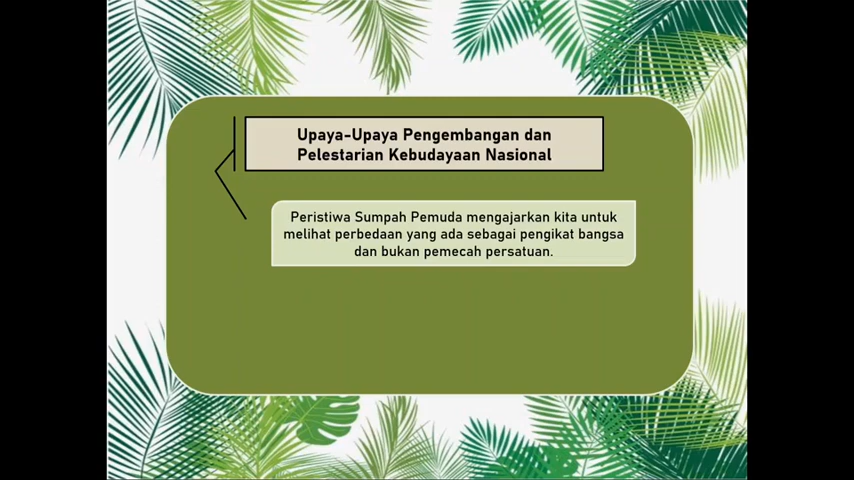 Upaya-Upaya Pengembangan dan
Pelestarian Kebudayaan Nasional
Peristiwa Sumpah Pemuda mengajarkan kita untuk
melihat perbedaan yang ada sebagai pengikat bangsa
dan bukan pemecah persatuan.